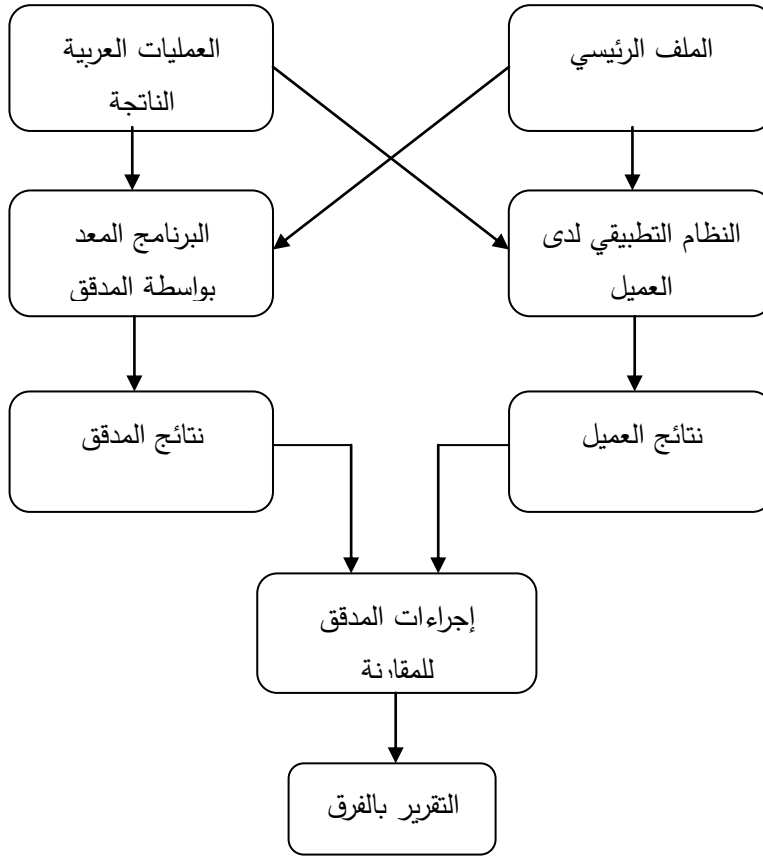 الملف الرئيسي
العمليات العربية
الناتجة
النظام التطبيقي لدى
العميل
البرنامج المعد
بواسطة المدقق
نتائج العميل
نتائج المدقق
إجراءات المدقق
للمقارنة
التقرير بالفرق